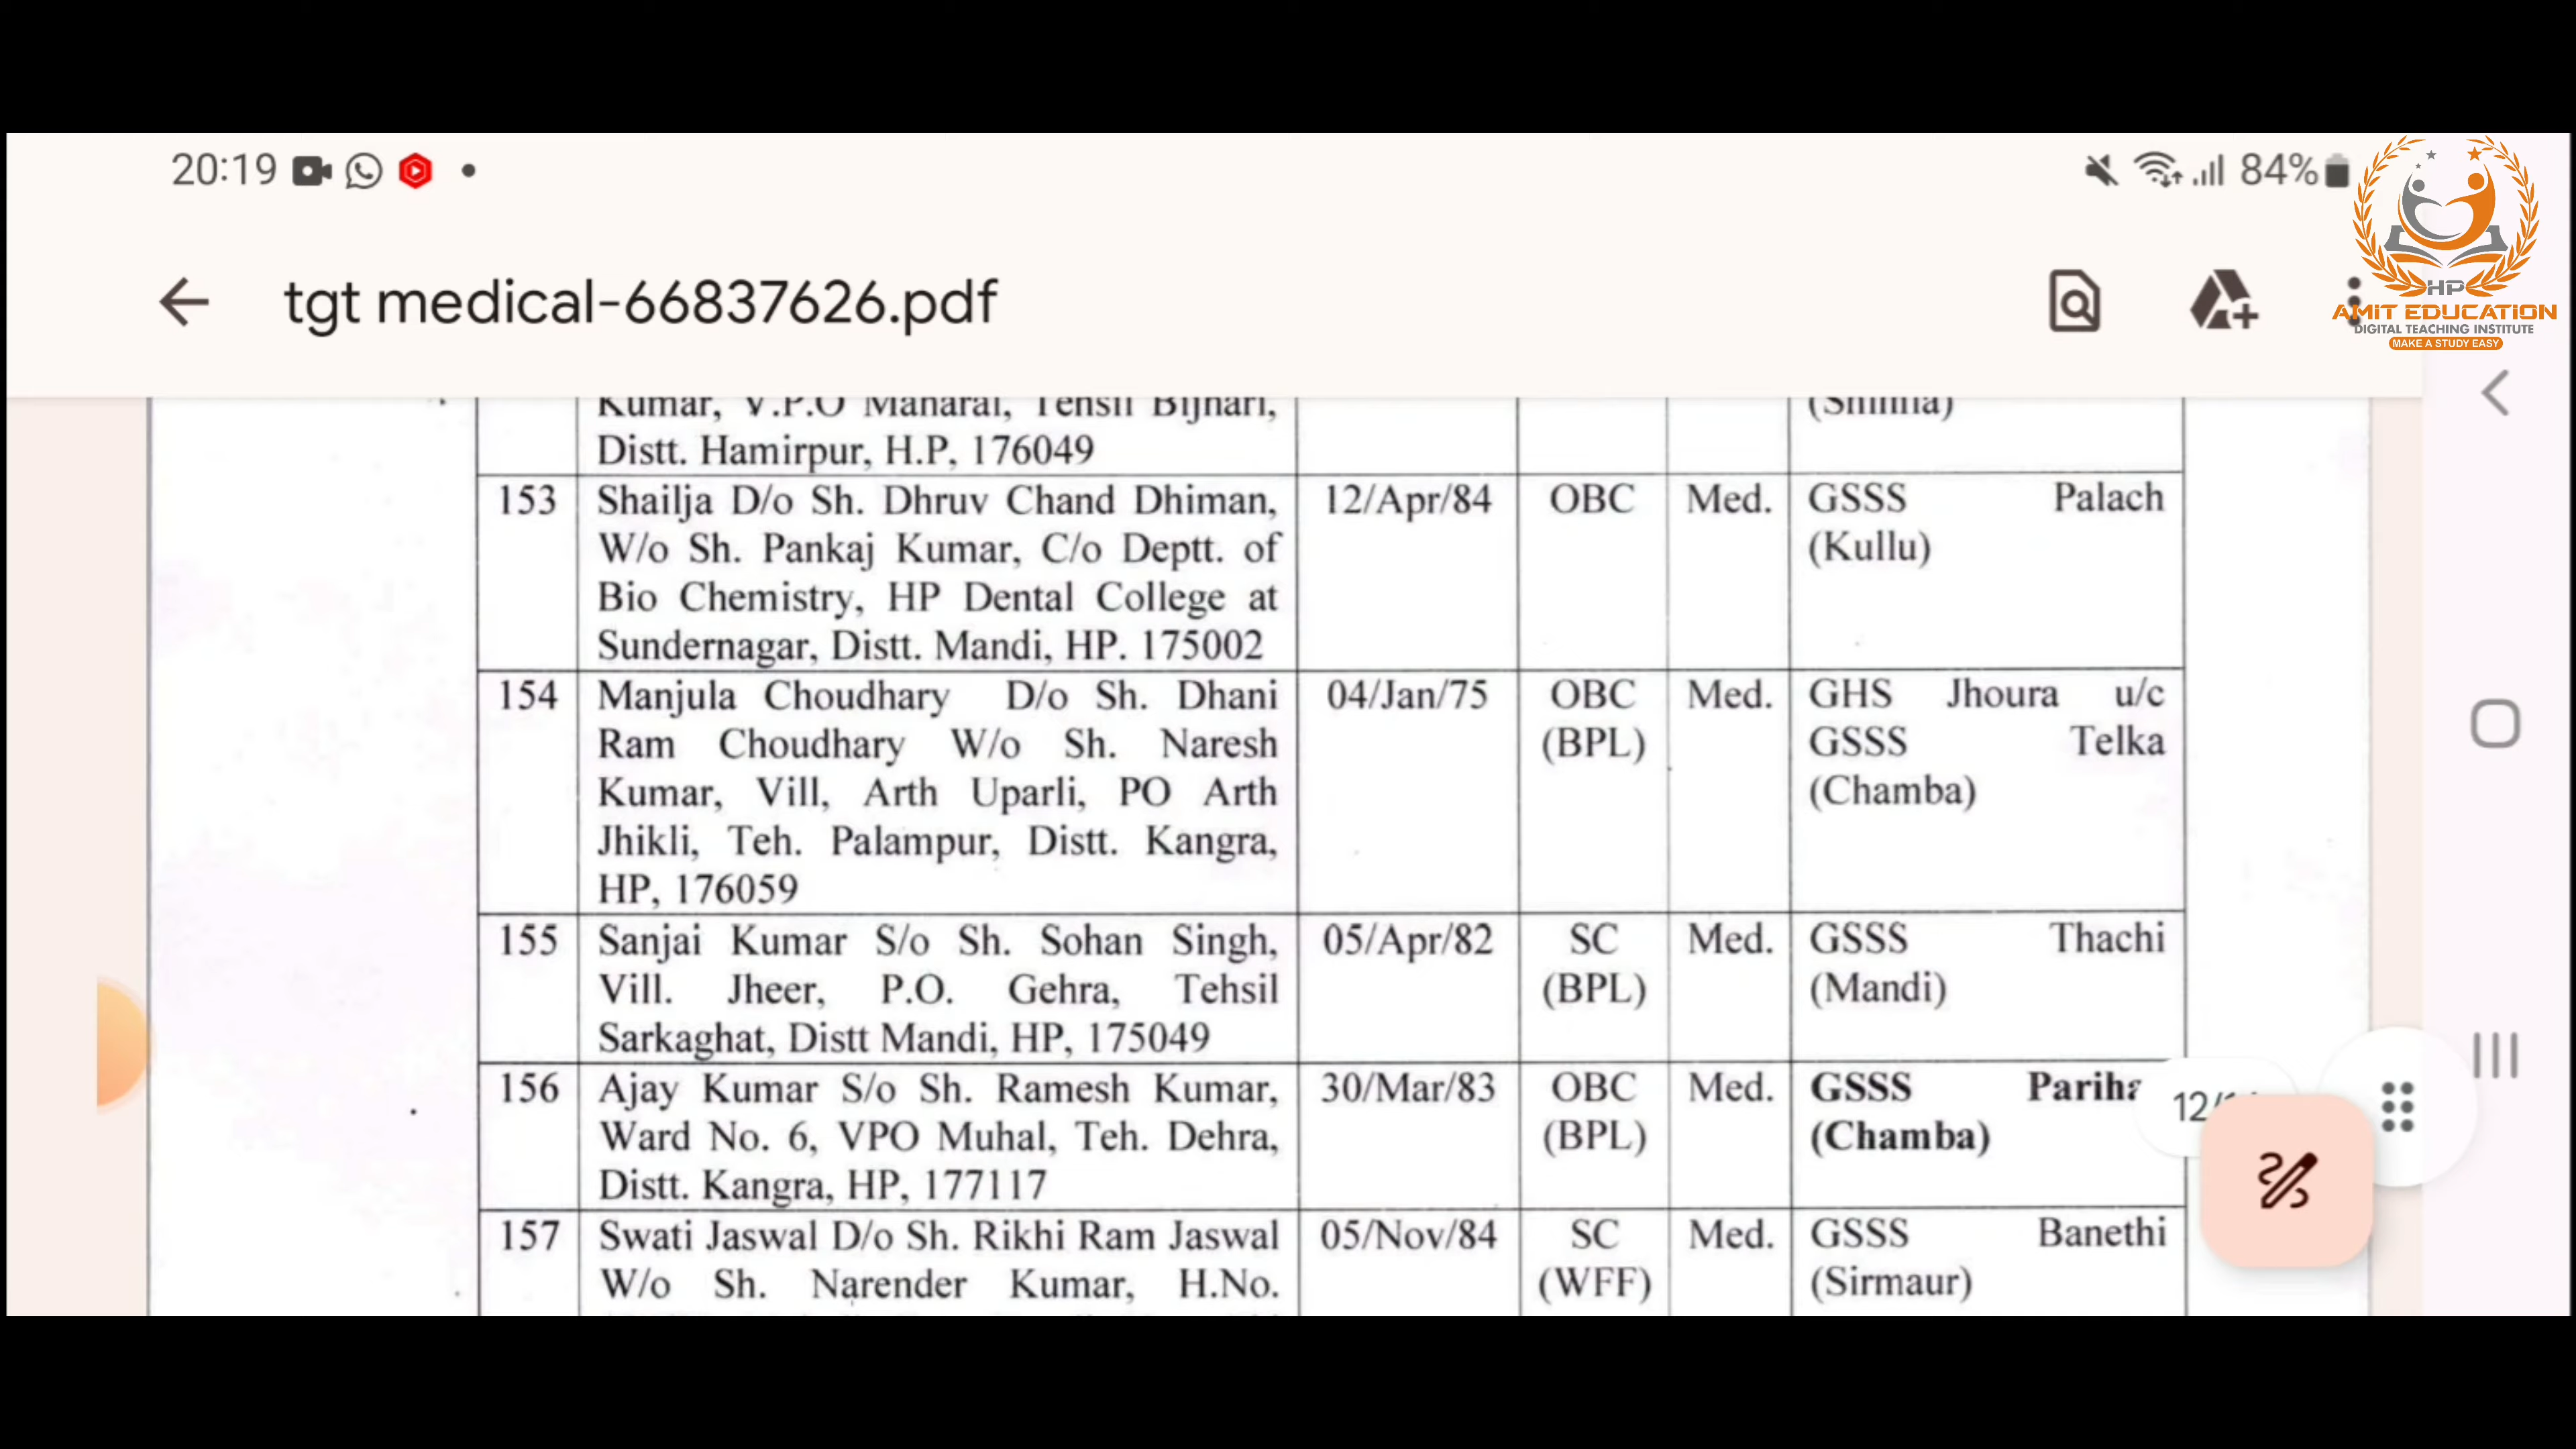 20:19
84%
HP
AMIT EDUCATION
DIGITAL TEACHING INSTITUTE
MAKE A STUDY EASY
tgt medical-66837626.pdf
Kumar, V.P.O Maharal, Tehsil Bijhari, (Shimla)
Distt. Hamirpur, H.P, 176049
153 Shailja D/o Sh. Dhruv Chand Dhiman, 12/Apr/84 OBC Med. GSSS Palach
W/o Sh. Pankaj Kumar, C/o Deptt. of (Kullu)
Bio Chemistry, HP Dental College at
Sundernagar, Distt. Mandi, HP. 175002
154 Manjula Choudhary D/o Sh. Dhani 04/Jan/75 OBC Med. GHS Jhoura u/c
Ram Choudhary W/o Sh. Naresh (BPL) GSSS Telka
Kumar, Vill, Arth Uparli, PO Arth (Chamba)
Jhikli, Teh. Palampur, Distt. Kangra,
HP, 176059
155 Sanjai Kumar S/o Sh. Sohan Singh, 05/Apr/82 SC Med. GSSS Thachi
Vill. Jheer, P.O. Gehra, Tehsil (BPL) (Mandi)
Sarkaghat, Distt Mandi, HP, 175049
156 Ajay Kumar S/o Sh. Ramesh Kumar, 30/Mar/83 OBC Med. GSSS
Ward No. 6, VPO Muhal, Teh. Dehra, (BPL) (Chamba)
Distt. Kangra, HP, 177117
157 Swati Jaswal D/o Sh. Rikhi Ram Jaswal 05/Nov/84 SC Med. GSSS Banethi
W/o Sh. Narender Kumar, H.No. (WFF) (Sirmaur)